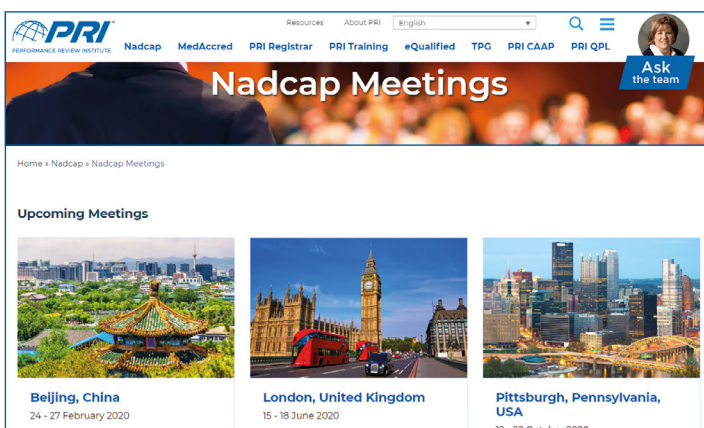 Resources About PRI English
PRI
PERFORMANCE REVIEW INSTITUTE
Nadcap MedAccred PRI Registrar PRI Training eQualified TPG PRI CAAP PRI QPL
Ask
the team
Nadcap Meetings
Home » Nadcap » Nadcap Meetings
Upcoming Meetings
Beijing, China
24 - 27 February 2020
London, United Kingdom
15 - 18 June 2020
Pittsburgh, Pennsylvania,
USA
October 2020